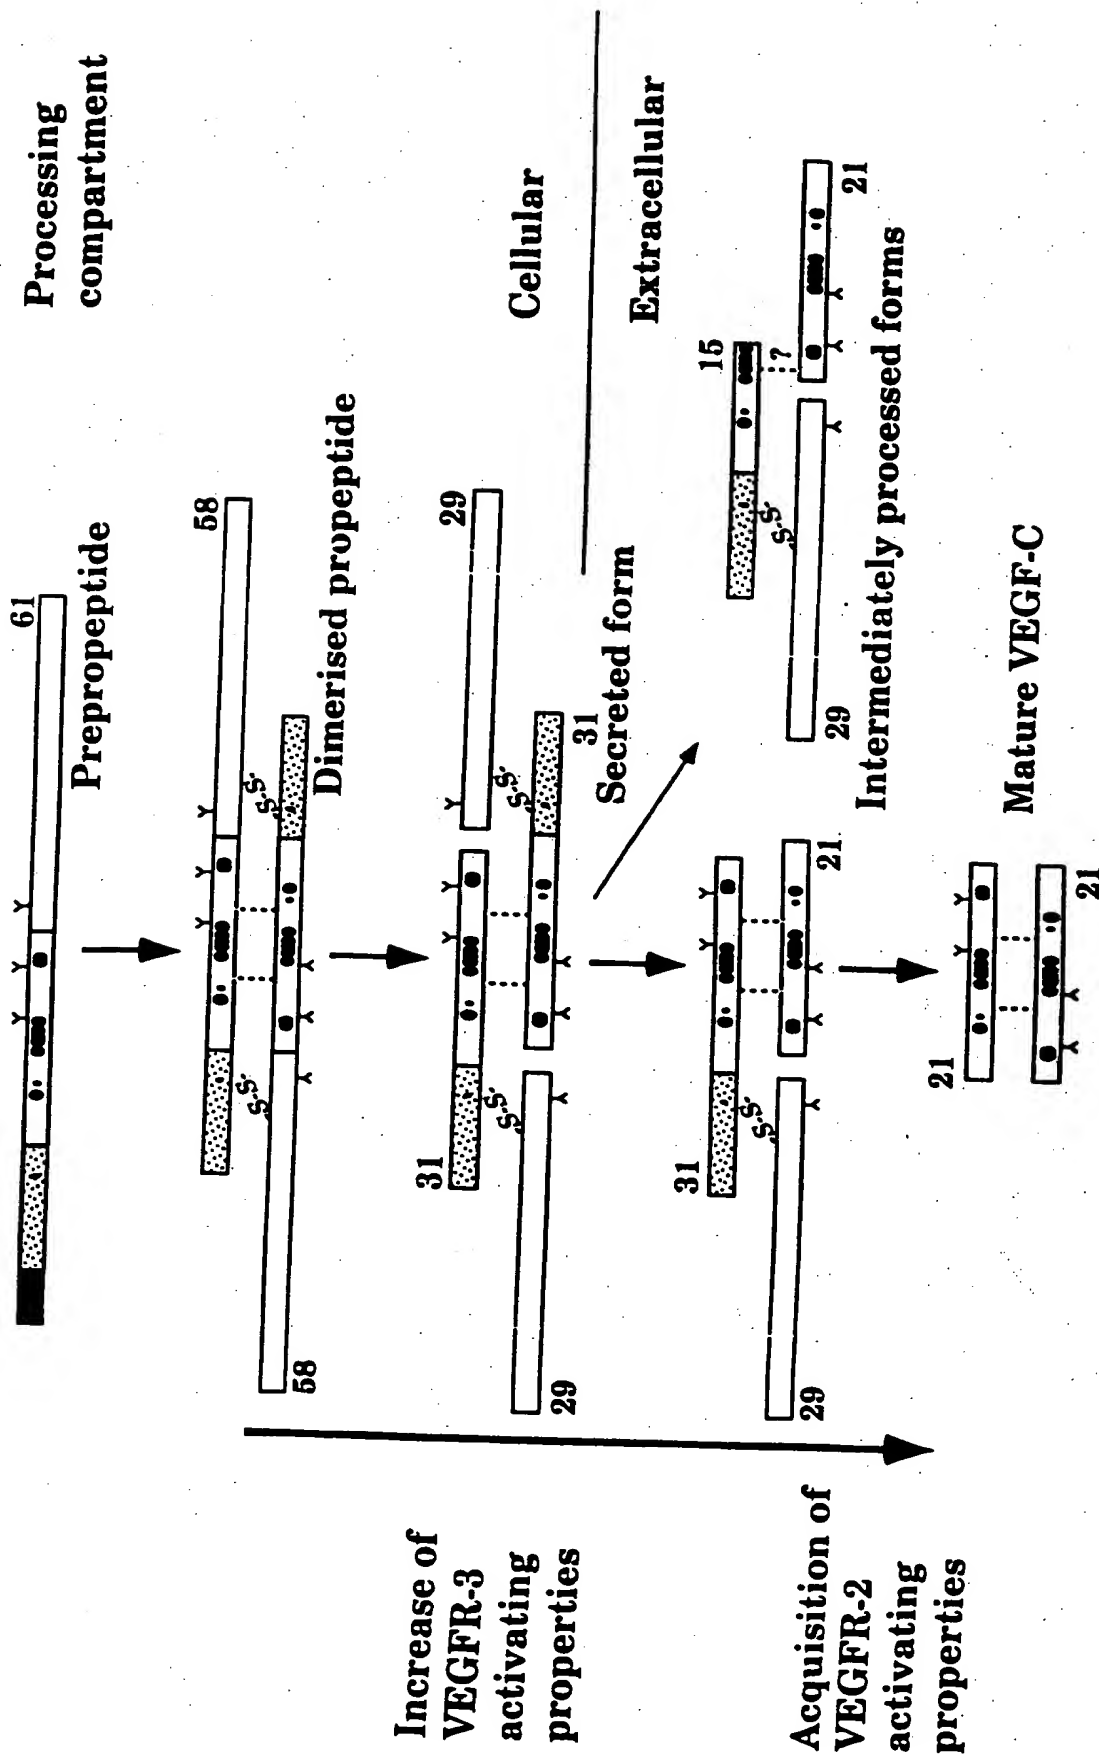 Processing
compartment
61
Prepropeptide
58
58
S-S
S-S
Dimerised propeptide
Increase of
VEGFR-3
activating
properties
31
29
S-S
S-S
29
31
Secreted form
Cellular
Extracellular
Acquisition of
VEGFR-2
activating
properties
31
S-S
29
21
15
S-S
?
29
21
Intermediately processed forms
21
21
Mature VEGF-C